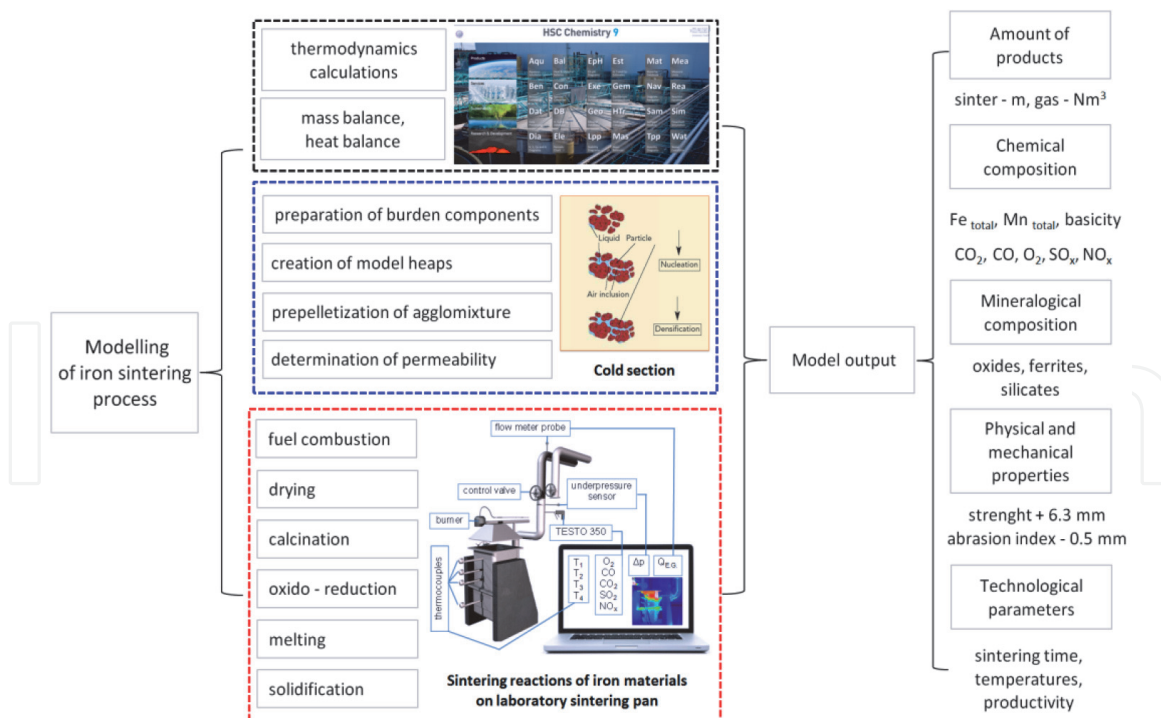 Modelling
of iron sintering
process
thermodynamics
calculations
mass balance,
heat balance
HSC Chemistry 9
Aqu Bal EpH Est Mat Mea
Ben Con Exe Gem Nav Rea
Dat DB Geo HTr Sam Sim
Dia Ele Lpp Mas Tpp Wat
preparation of burden components
creation of model heaps
prepelletization of agglomixture
determination of permeability
Liquid Particle
Nucleation
Air inclusion
Densification
Cold section
fuel combustion
drying
calcination
oxido - reduction
melting
solidification
flow meter probe
control valve
underpressure
sensor
burner
TESTO 350
thermocouples
T₁
T₂
T₃
T₄
O₂
CO
CO₂
SO₂
NOₓ
Δp
Q_E.G.
Sintering reactions of iron materials
on laboratory sintering pan
Model output
Amount of
products
sinter - m, gas - Nm³
Chemical
composition
Fe total, Mn total, basicity
CO₂, CO, O₂, SOₓ, NOₓ
Mineralogical
composition
oxides, ferrites,
silicates
Physical and
mechanical
properties
strenght + 6.3 mm
abrasion index - 0.5 mm
Technological
parameters
sintering time,
temperatures,
productivity